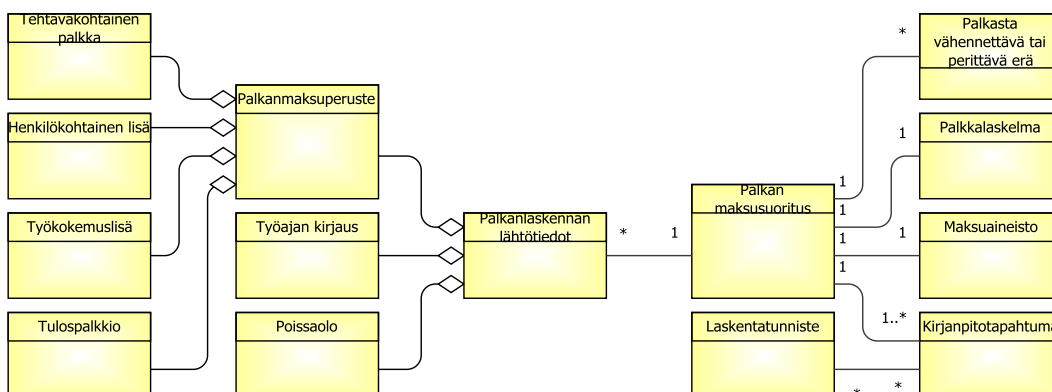 Tehtäväkohtainen
palkka
Palkanmaksuperuste
Henkilökohtainen lisä
Työkokemuslisä
Työajan kirjaus
Tulospalkkio
Poissaolo
Palkanlaskennan
lähtötiedot
*
1
Palkan
maksusuoritus
1
1
1
1
*
1
1
1..*
Palkasta
vähennettävä tai
perittävä erä
Palkkalaskelma
Maksuaineisto
Laskentatunniste
Kirjanpitotapahtuma
*
*